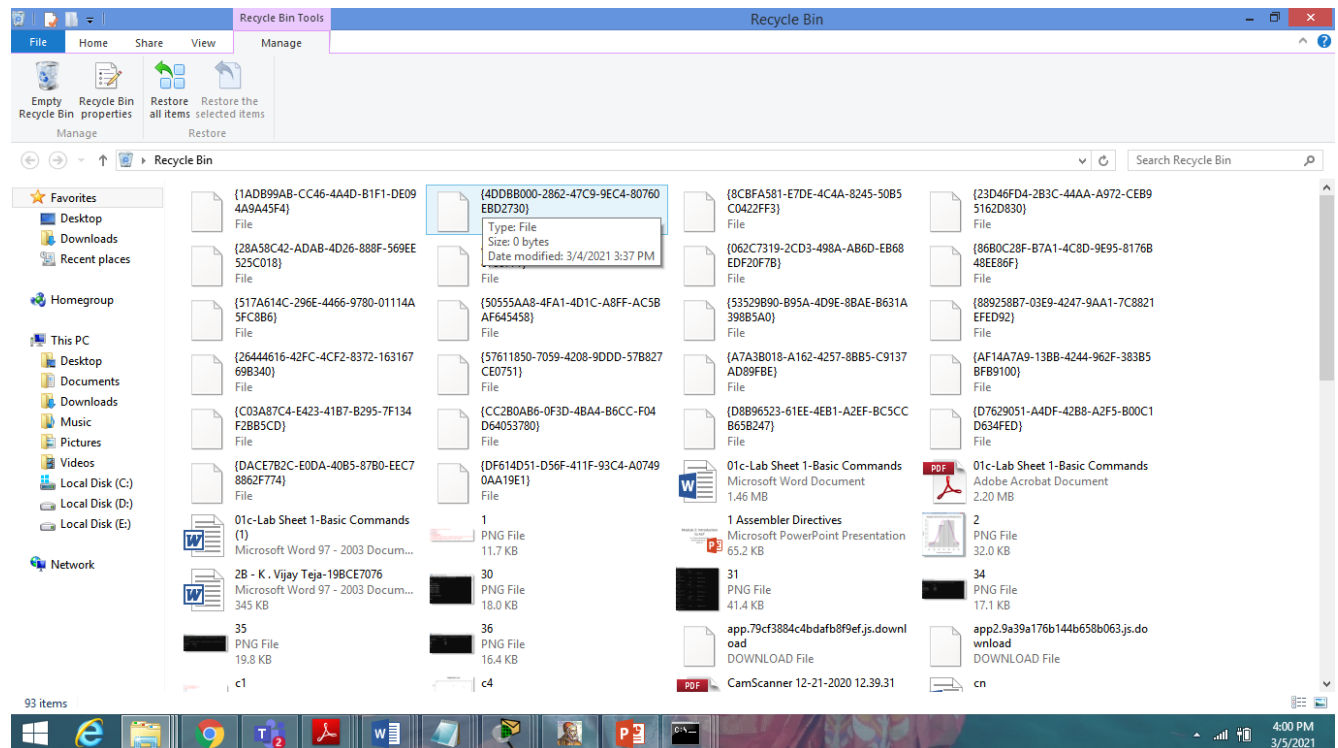 Recycle Bin Tools
Recycle Bin
File
Home
Share
View
Manage
Empty
Recycle Bin
Recycle Bin
properties
Restore
all items
Restore the
selected items
Manage
Restore
Recycle Bin
Search Recycle Bin
Favorites
Desktop
Downloads
Recent places
Homegroup
This PC
Desktop
Documents
Downloads
Music
Pictures
Videos
Local Disk (C:)
Local Disk (D:)
Local Disk (E:)
Network
{1ADB99AB-CC46-4A4D-B1F1-DE09
4A9A45F4}
File
{4DDBB000-2862-47C9-9EC4-80760
EBD2730}
Type: File
Size: 0 bytes
Date modified: 3/4/2021 3:37 PM
File
{8CBFA581-E7DE-4C4A-8245-50B5
C0422FF3}
File
{23D46FD4-2B3C-44AA-A972-CEB9
5162D830}
File
{28A58C42-ADAB-4D26-888F-569EE
525C018}
File
{062C7319-2CD3-498A-AB6D-EB68
EDF20F7B}
File
{86B0C28F-B7A1-4C8D-9E95-8176B
48EE86F}
File
{517A614C-296E-4466-9780-01114A
5FC8B6}
File
{50555AA8-4FA1-4D1C-A8FF-AC5B
AF645458}
File
{53529B90-B95A-4D9E-8BAE-B631A
398B5A0}
File
{889258B7-03E9-4247-9AA1-7C8821
EFED92}
File
{26444616-42FC-4CF2-8372-163167
69B340}
File
{57611850-7059-4208-9DDD-57B827
CE0751}
File
{A7A3B018-A162-4257-8BB5-C9137
AD89FBE}
File
{AF14A7A9-13BB-4244-962F-383B5
BFB9100}
File
{C03A87C4-E423-41B7-B295-7F134
F2BB5CD}
File
{CC2B0AB6-0F3D-4BA4-B6CC-F04
D64053780}
File
{D8B96523-61EE-4EB1-A2EF-BC5CC
B65B247}
File
{D7629051-A4DF-42B8-A2F5-B00C1
D634FED}
File
{DACE7B2C-E0DA-40B5-87B0-EEC7
8862F774}
File
{DF614D51-D56F-411F-93C4-A0749
0AA19E1}
File
01c-Lab Sheet 1-Basic Commands
Microsoft Word Document
1.46 MB
PDF
01c-Lab Sheet 1-Basic Commands
Adobe Acrobat Document
2.20 MB
01c-Lab Sheet 1-Basic Commands
(1)
Microsoft Word 97 - 2003 Docum...
1
PNG File
11.7 KB
1 Assembler Directives
Microsoft PowerPoint Presentation
65.2 KB
2
PNG File
32.0 KB
2B - K . Vijay Teja-19BCE7076
Microsoft Word 97 - 2003 Docum...
345 KB
30
PNG File
18.0 KB
31
PNG File
41.4 KB
34
PNG File
17.1 KB
35
PNG File
19.8 KB
36
PNG File
16.4 KB
app.79cf3884c4bdafb8f9ef.js.downl
oad
DOWNLOAD File
app2.9a39a176b144b658b063.js.do
wnload
DOWNLOAD File
c1
c4
PDF
CamScanner 12-21-2020 12.39.31
cn
93 items
4:00 PM
3/5/2021